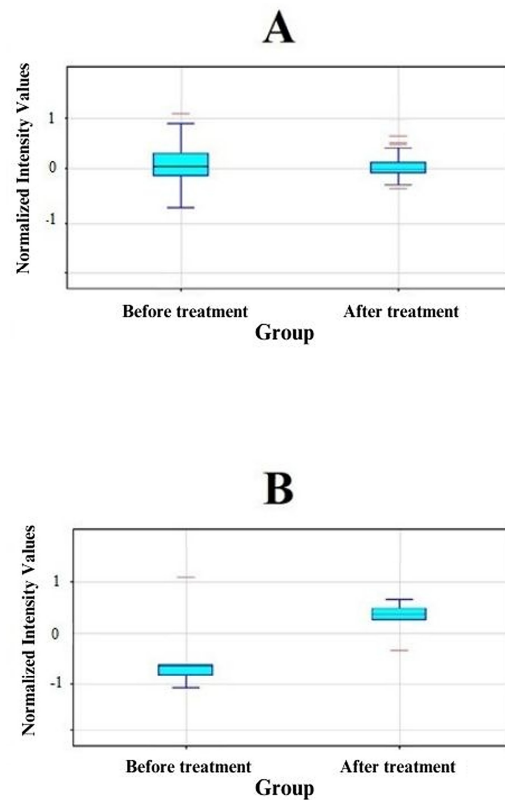 A
Normalized Intensity Values
1
0
-1
Before treatment After treatment
Group
B
Normalized Intensity Values
1
0
-1
Before treatment After treatment
Group